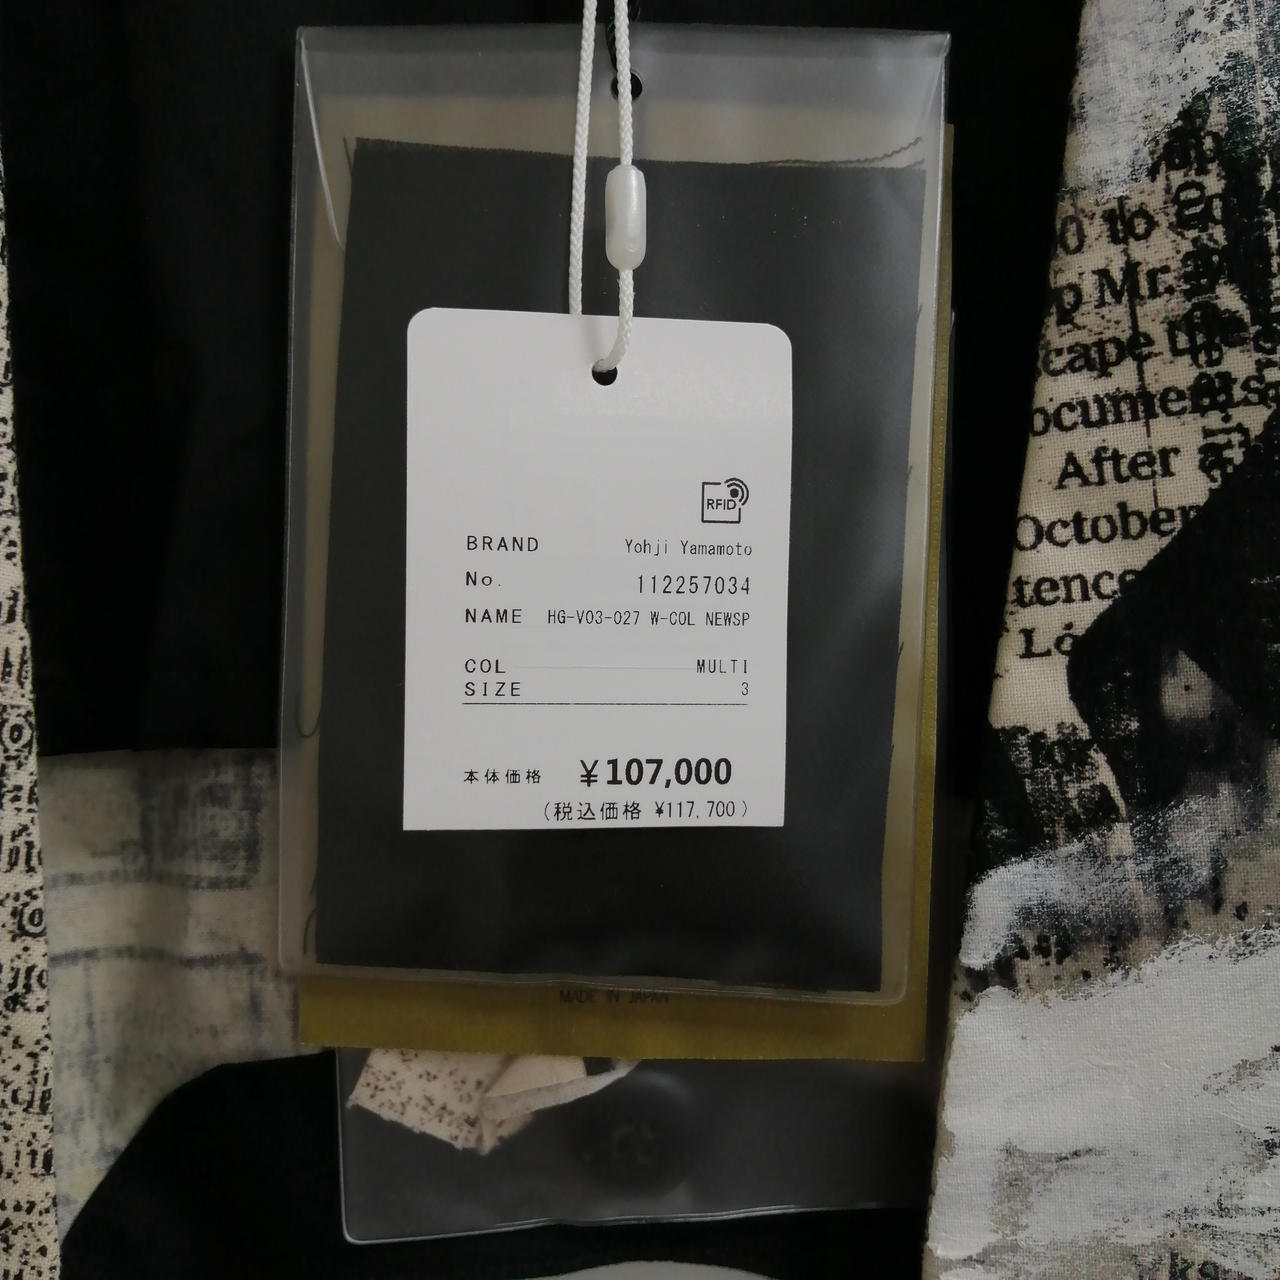 RFID
BRAND Yohji Yamamoto
No. 112257034
NAME HG-V03-027 W-COL NEWSP
COL MULTI
SIZE 3
本体価格 ¥107,000
(税込価格 ¥117,700)
MADE IN JAPAN
to
Mr.
After
October